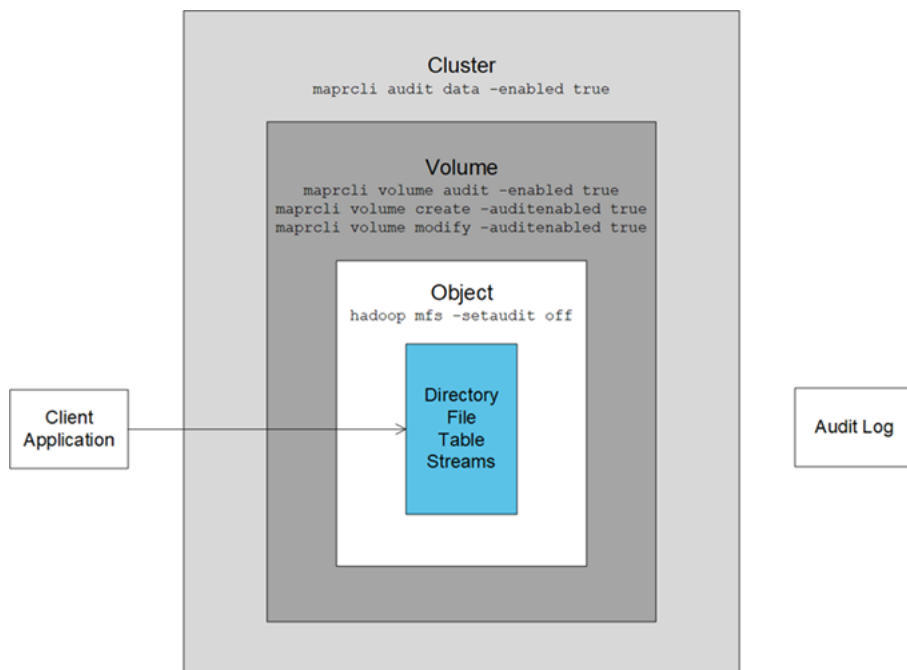 Cluster
maprcli audit data -enabled true
Volume
maprcli volume audit -enabled true
maprcli volume create -auditenabled true
maprcli volume modify -auditenabled true
Object
hadoop mfs -setaudit off
Directory
File
Table
Streams
Client
Application
Audit Log